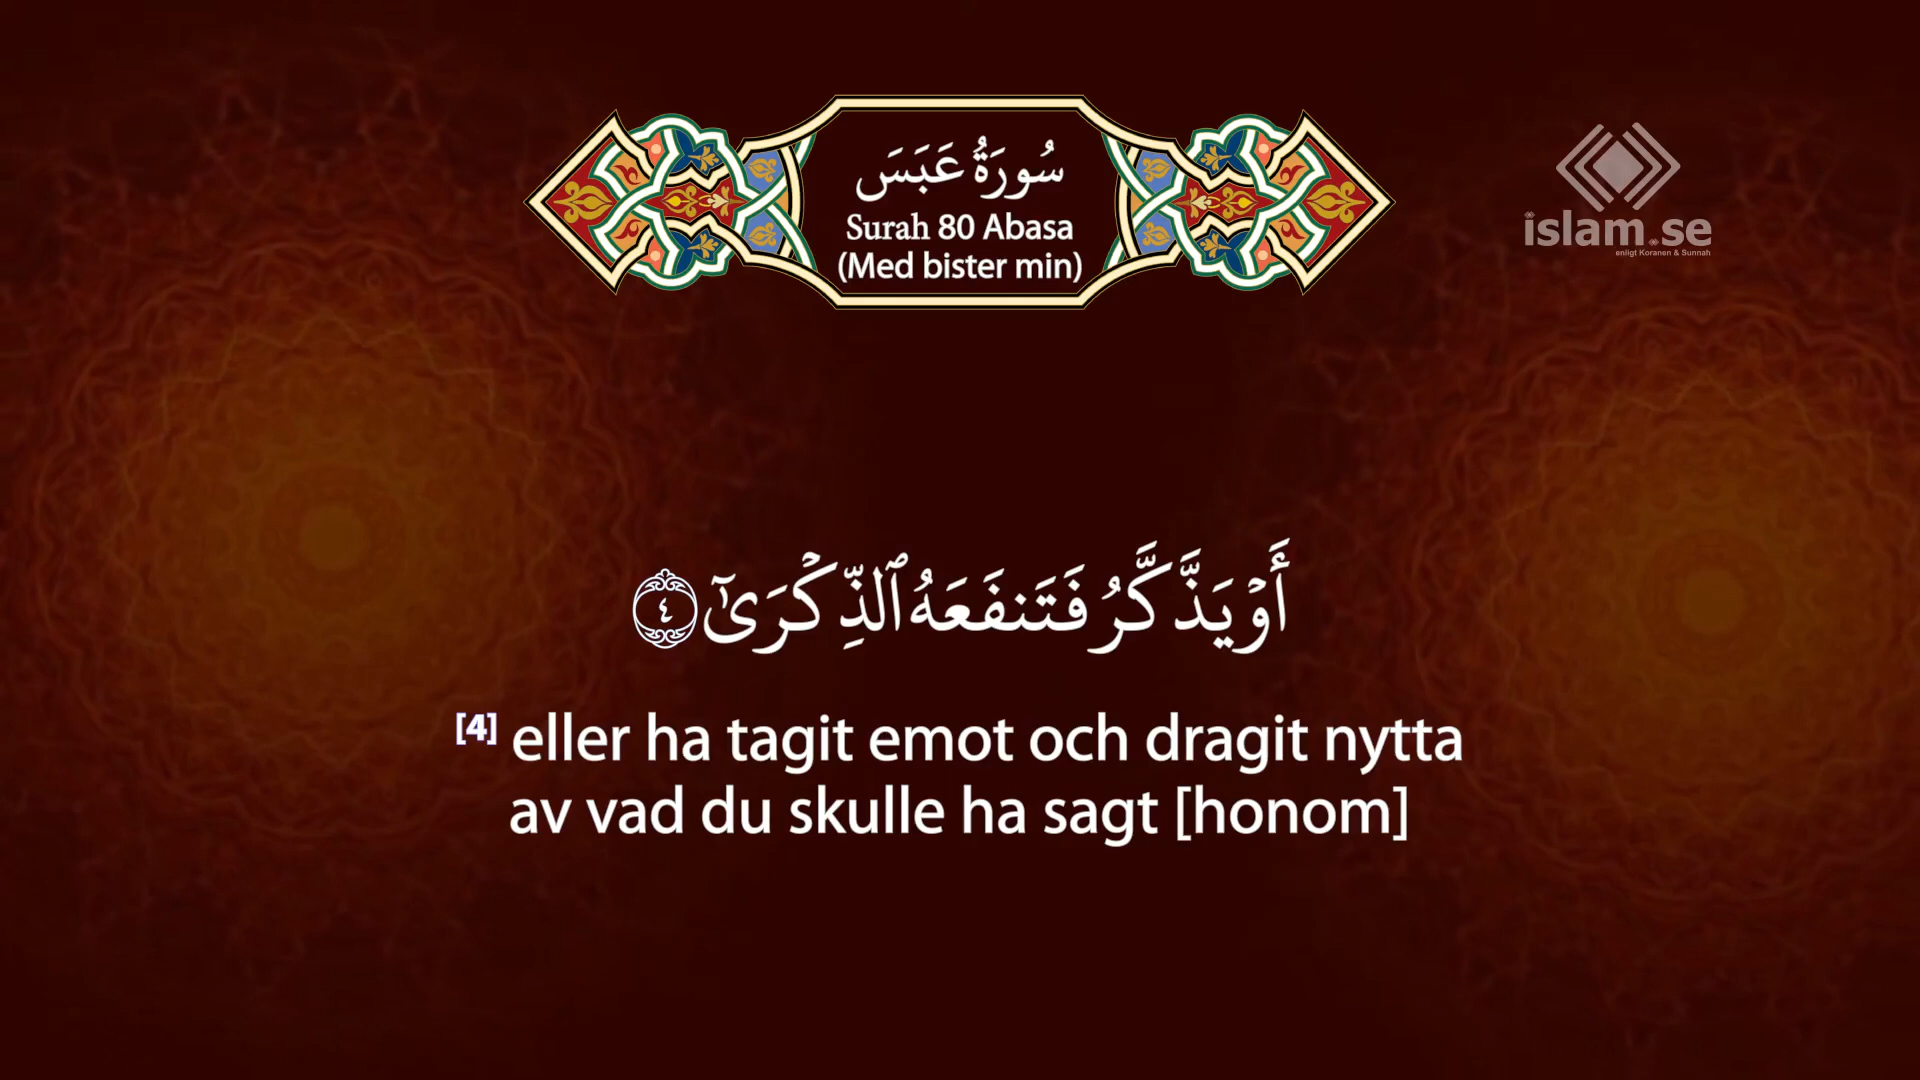 سُورَةُ عَبَسَ
Surah 80 Abasa
(Med bister min)
islam.se
enligt Koranen & Sunnah
أَوۡ يَذَّكَّرُ فَتَنفَعَهُ ٱلذِّكۡرَىٰٓ ٤
[4] eller ha tagit emot och dragit nytta
av vad du skulle ha sagt [honom]